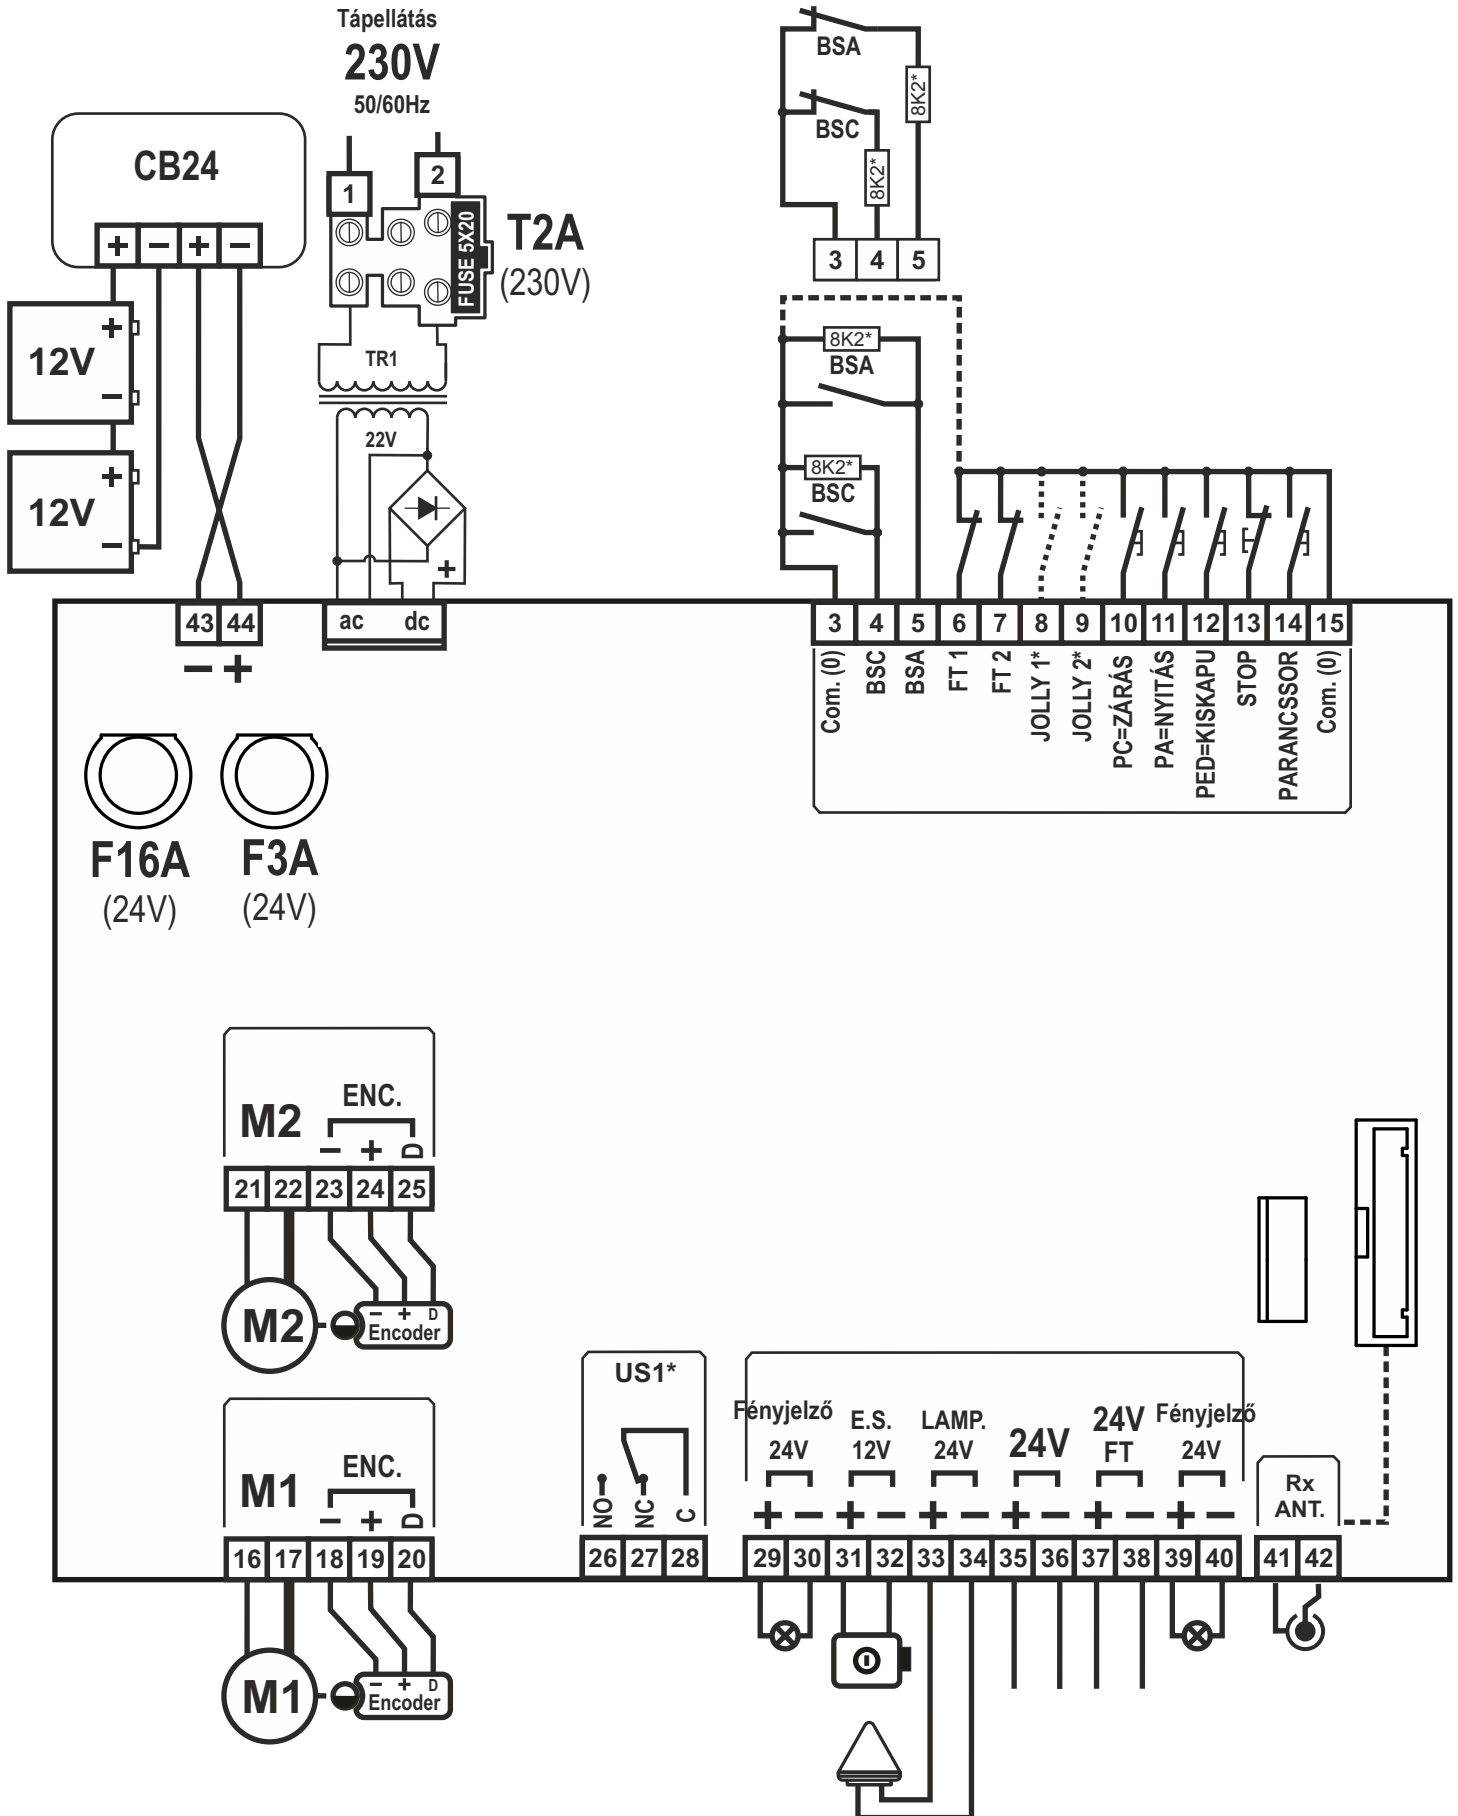 Tápellátás
230V
50/60Hz
CB24
+ − + −
12V
+
−
12V
+
−
1
2
FUSE 5X20
T2A
(230V)
TR1
22V
+
BSA
8K2*
BSC
8K2*
3 4 5
8K2*
BSA
8K2*
BSC
43 44
− +
ac dc
3 4 5 6 7 8 9 10 11 12 13 14 15
Com. (0)
BSC
BSA
FT 1
FT 2
JOLLY 1*
JOLLY 2*
PC=ZÁRÁS
PA=NYITÁS
PED=KISKAPU
STOP
PARANCSSOR
Com. (0)
F16A
(24V)
F3A
(24V)
M2
ENC.
− + D
21 22 23 24 25
M2
− + D
Encoder
M1
ENC.
− + D
16 17 18 19 20
M1
− + D
Encoder
US1*
NO
NC
C
26 27 28
Fényjelző
24V
E.S.
12V
LAMP.
24V
24V
24V
FT
Fényjelző
24V
+ − + − + − + − + − + −
29 30 31 32 33 34 35 36 37 38 39 40
Rx
ANT.
41 42